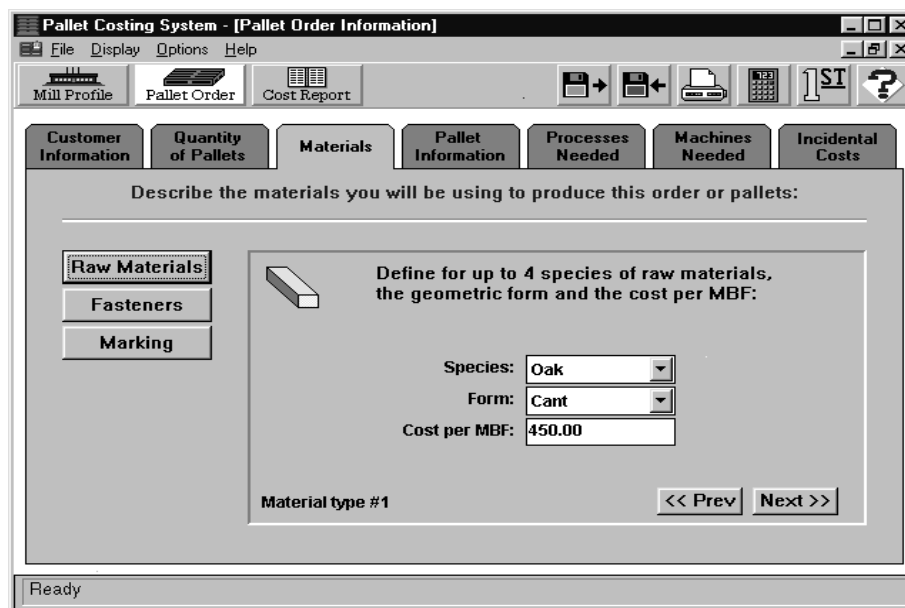 Pallet Costing System - [Pallet Order Information]
File Display Options Help
Mill Profile Pallet Order Cost Report 1ST ?
Customer Information Quantity of Pallets Materials Pallet Information Processes Needed Machines Needed Incidental Costs
Describe the materials you will be using to produce this order or pallets:
Raw Materials
Fasteners
Marking
Define for up to 4 species of raw materials,
the geometric form and the cost per MBF:
Species: Oak
Form: Cant
Cost per MBF: 450.00
Material type #1 << Prev Next >>
Ready